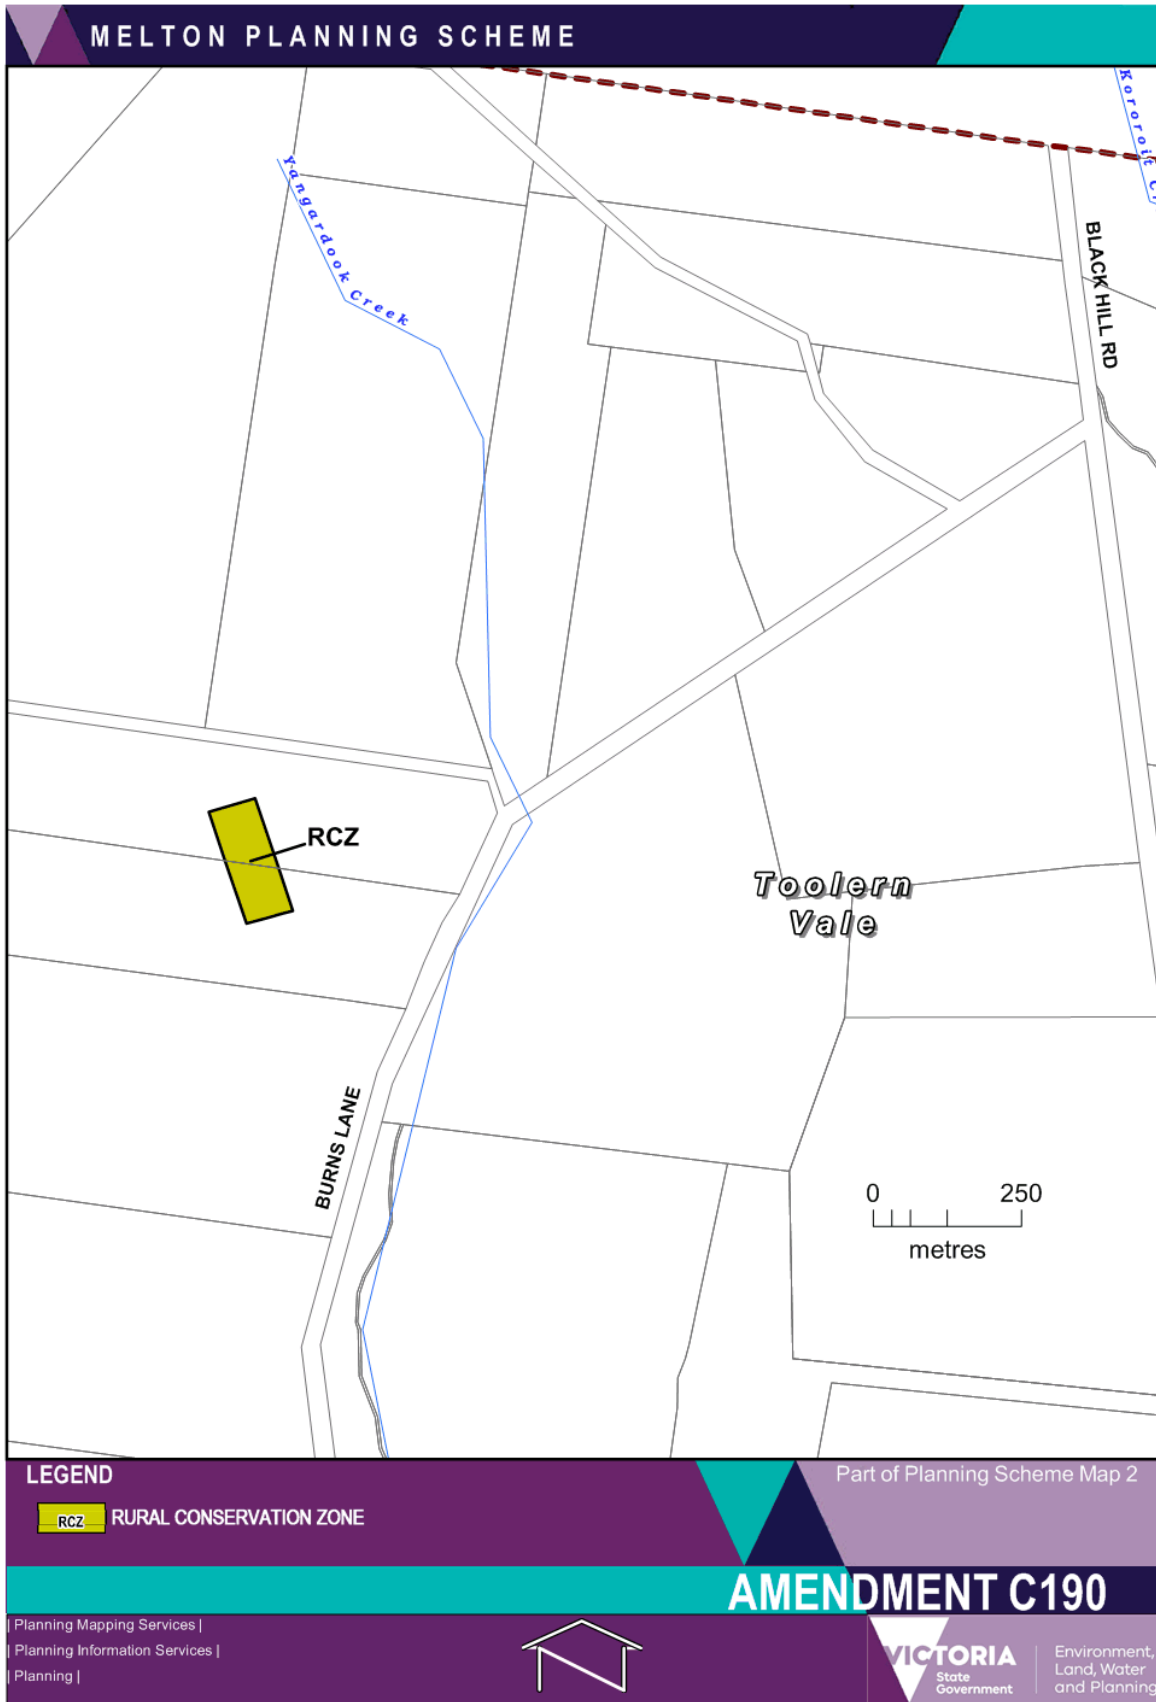 MELTON PLANNING SCHEME
Kororoit
Yangardook Creek
BLACK HILL RD
RCZ
Toolern
Vale
BURNS LANE
0 250
metres
LEGEND
Part of Planning Scheme Map 2
RCZ RURAL CONSERVATION ZONE
AMENDMENT C190
| Planning Mapping Services |
| Planning Information Services |
| Planning |
VICTORIA
State
Government
Environment,
Land, Water
and Planning